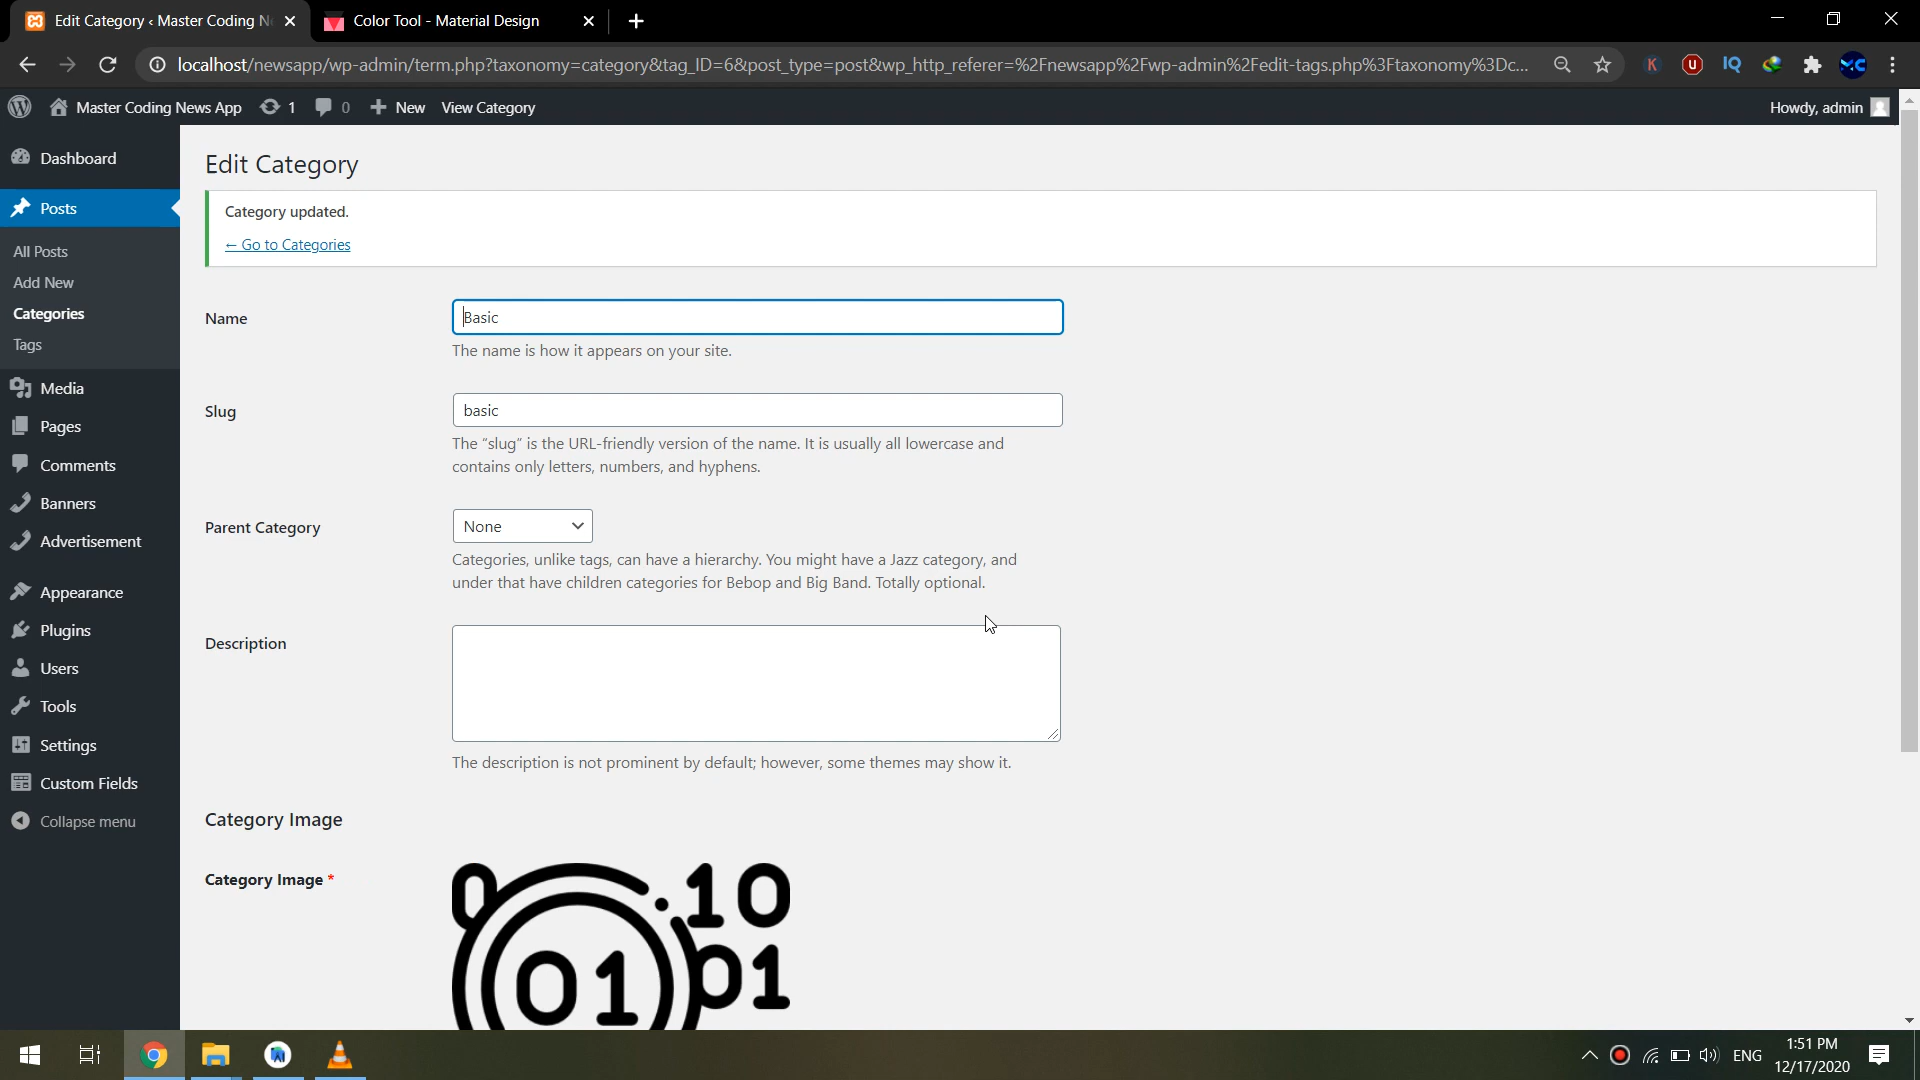 Edit Category ‹ Master Coding N
Color Tool - Material Design
localhost/newsapp/wp-admin/term.php?taxonomy=category&tag_ID=6&post_type=post&wp_http_referer=%2Fnewsapp%2Fwp-admin%2Fedit-tags.php%3Ftaxonomy%3Dc...
K
U
IQ
Master Coding News App
1
0
New
View Category
Howdy, admin
Dashboard
Posts
All Posts
Add New
Categories
Tags
Media
Pages
Comments
Banners
Advertisement
Appearance
Plugins
Users
Tools
Settings
Custom Fields
Collapse menu
Edit Category
Category updated.
← Go to Categories
Name
Basic
The name is how it appears on your site.
Slug
basic
The “slug” is the URL-friendly version of the name. It is usually all lowercase and
contains only letters, numbers, and hyphens.
Parent Category
None
Categories, unlike tags, can have a hierarchy. You might have a Jazz category, and
under that have children categories for Bebop and Big Band. Totally optional.
Description
The description is not prominent by default; however, some themes may show it.
Category Image
Category Image *
0 10
01 01
ENG
1:51 PM
12/17/2020